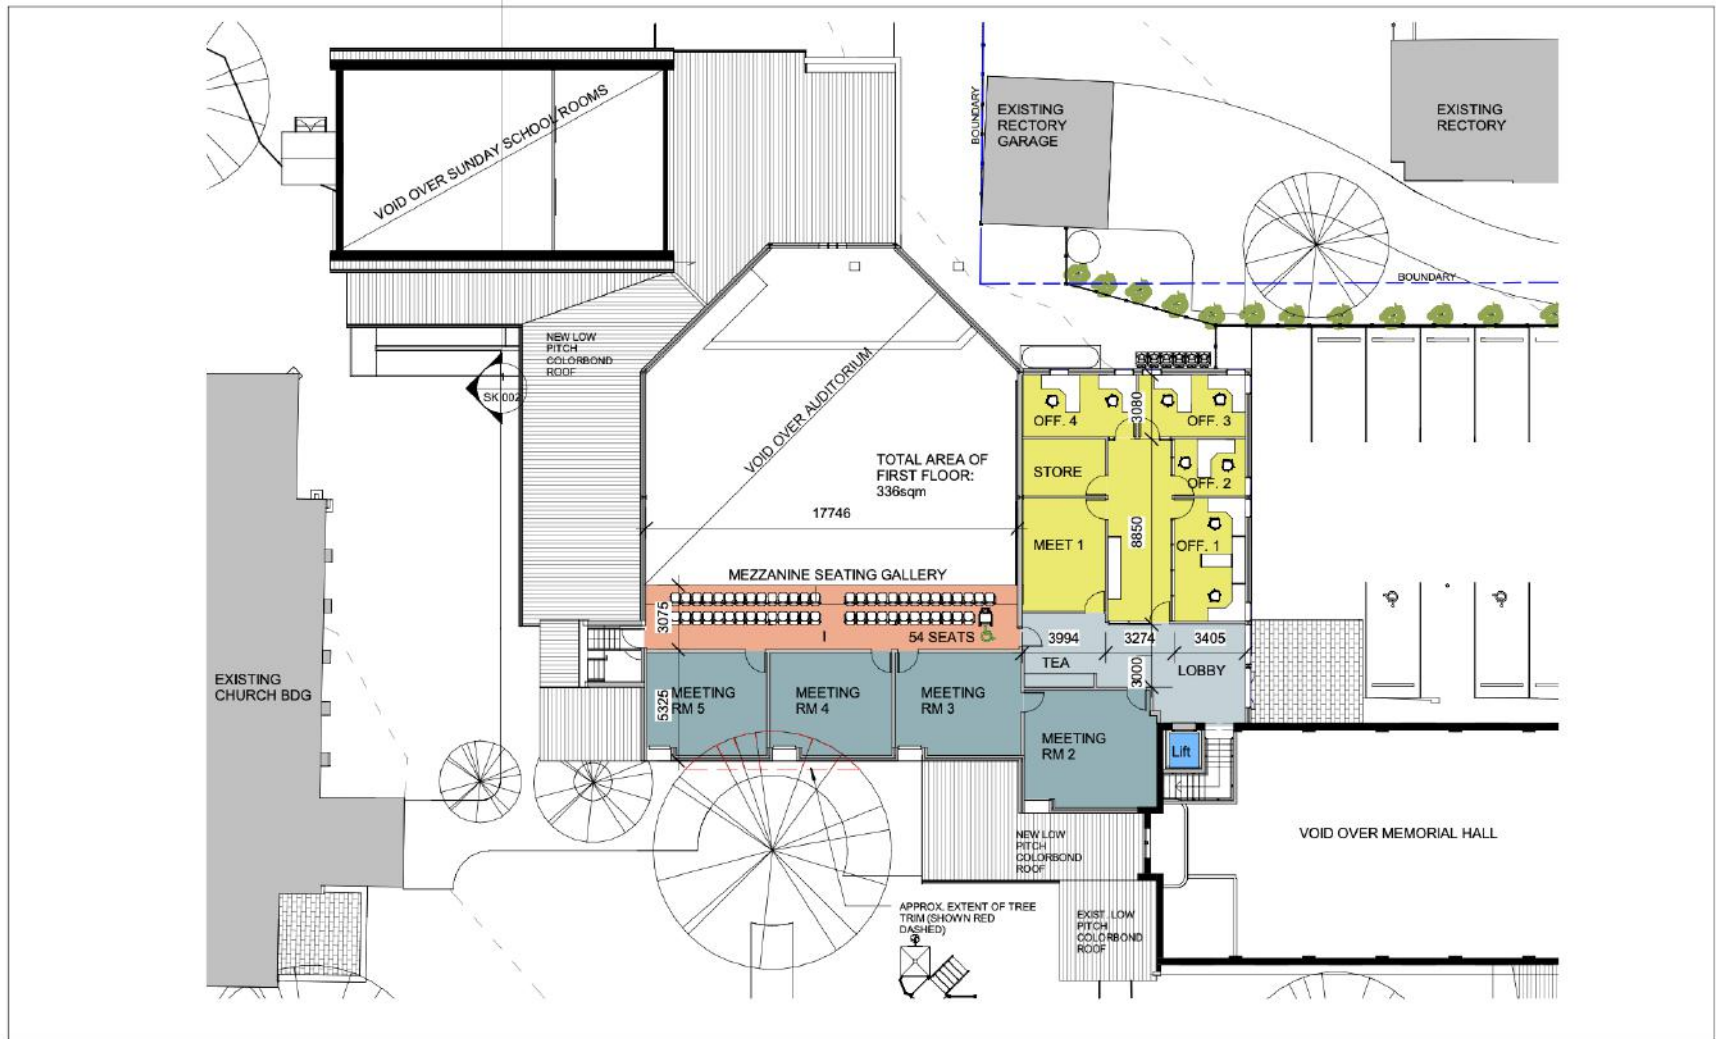 VOID OVER SUNDAY SCHOOL ROOMS
BOUNDARY
EXISTING
RECTORY
GARAGE
EXISTING
RECTORY
BOUNDARY
NEW LOW
PITCH
COLORBOND
ROOF
SK 002
VOID OVER AUDITORIUM
TOTAL AREA OF
FIRST FLOOR:
336sqm
17746
OFF. 4
3080
OFF. 3
STORE
OFF. 2
MEET 1
8850
OFF. 1
MEZZANINE SEATING GALLERY
3075
54 SEATS
3994
3274
3405
TEA
3000
LOBBY
EXISTING
CHURCH BDG
5325
MEETING
RM 5
MEETING
RM 4
MEETING
RM 3
MEETING
RM 2
Lift
NEW LOW
PITCH
COLORBOND
ROOF
VOID OVER MEMORIAL HALL
APPROX. EXTENT OF TREE
TRIM (SHOWN RED
DASHED)
EXIST. LOW
PITCH
COLORBOND
ROOF